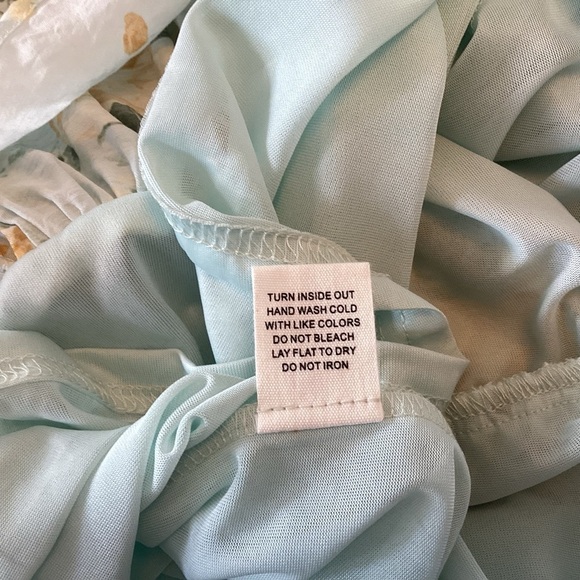 TURN INSIDE OUT
HAND WASH COLD
WITH LIKE COLORS
DO NOT BLEACH
LAY FLAT TO DRY
DO NOT IRON